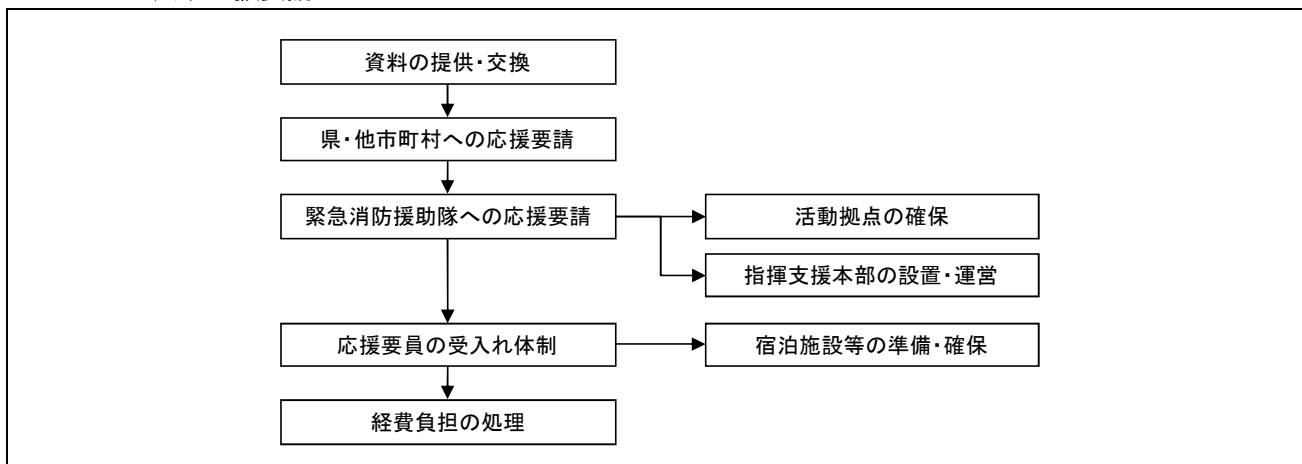 資料の提供・交換
県・他市町村への応援要請
緊急消防援助隊への応援要請
活動拠点の確保
指揮支援本部の設置・運営
応援要員の受入れ体制
宿泊施設等の準備・確保
経費負担の処理